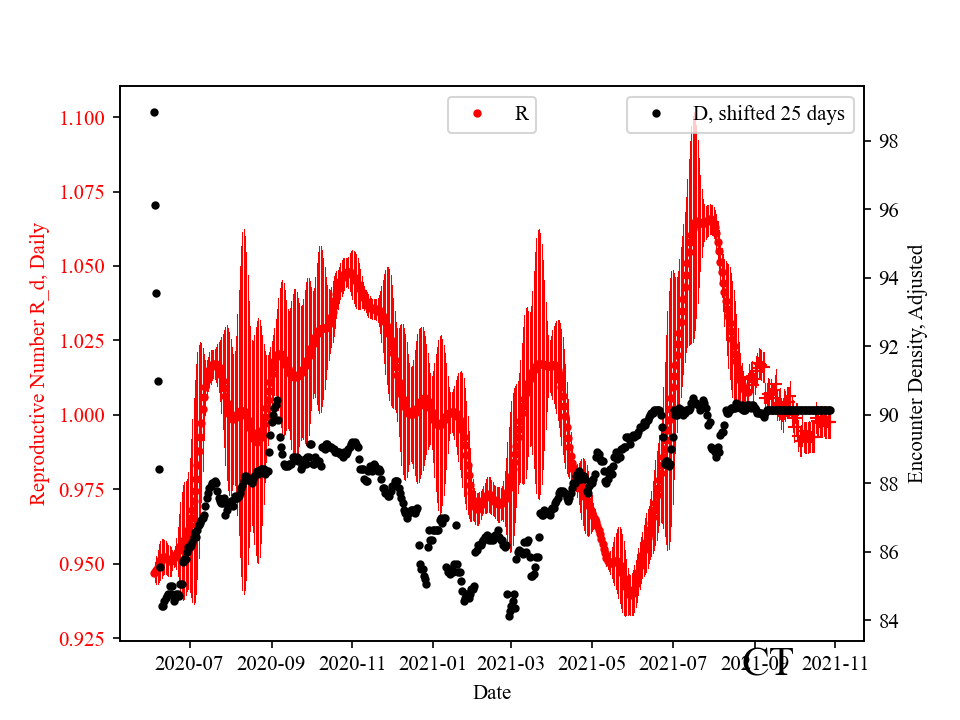 R
D, shifted 25 days
1.100
1.075
1.050
1.025
1.000
0.975
0.950
0.925
Reproductive Number R_d, Daily
98
96
94
92
90
88
86
84
Encounter Density, Adjusted
2020-07 2020-09 2020-11 2021-01 2021-03 2021-05 2021-07 2021-09 2021-11
CT
Date